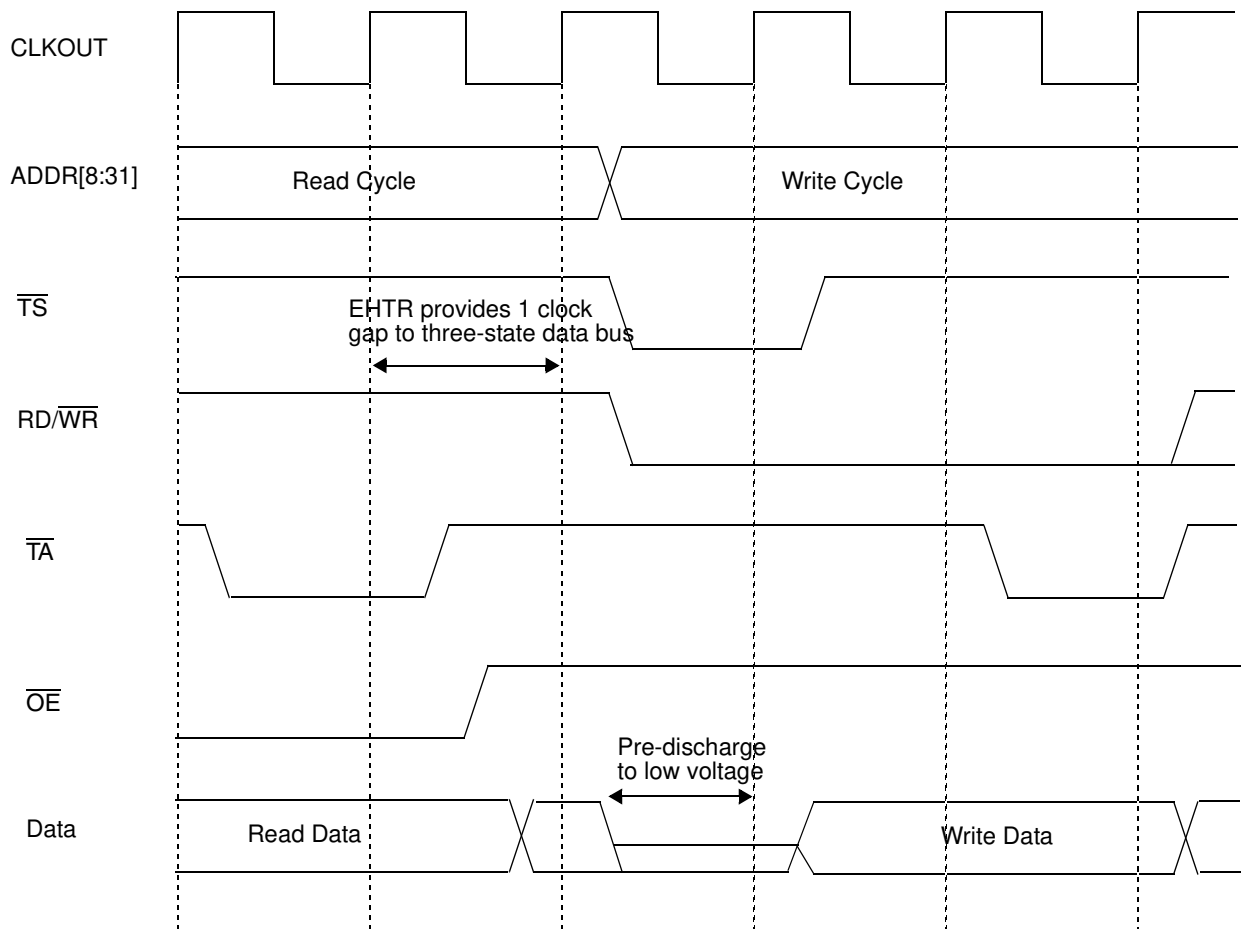 CLKOUT
ADDR[8:31]
Read Cycle
Write Cycle
TS
EHTR provides 1 clock
gap to three-state data bus
RD/WR
TA
OE
Pre-discharge
to low voltage
Data
Read Data
Write Data